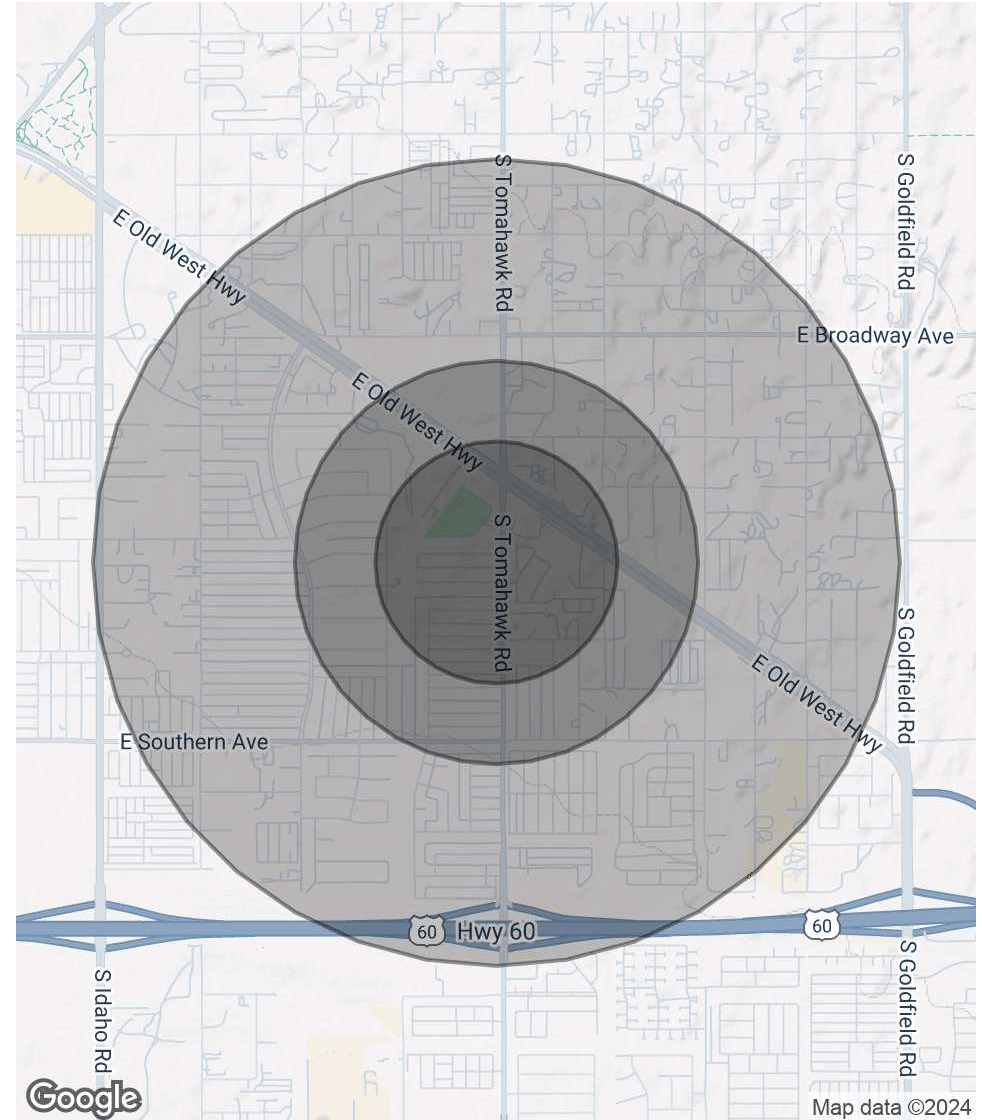 S Tomahawk Rd
S Goldfield Rd
E Old West Hwy
E Broadway Ave
E Old West Hwy
S Tomahawk Rd
S Goldfield Rd
E Old West Hwy
E Southern Ave
60
Hwy 60
60
S Idaho Rd
S Goldfield Rd
Google
Map data ©2024